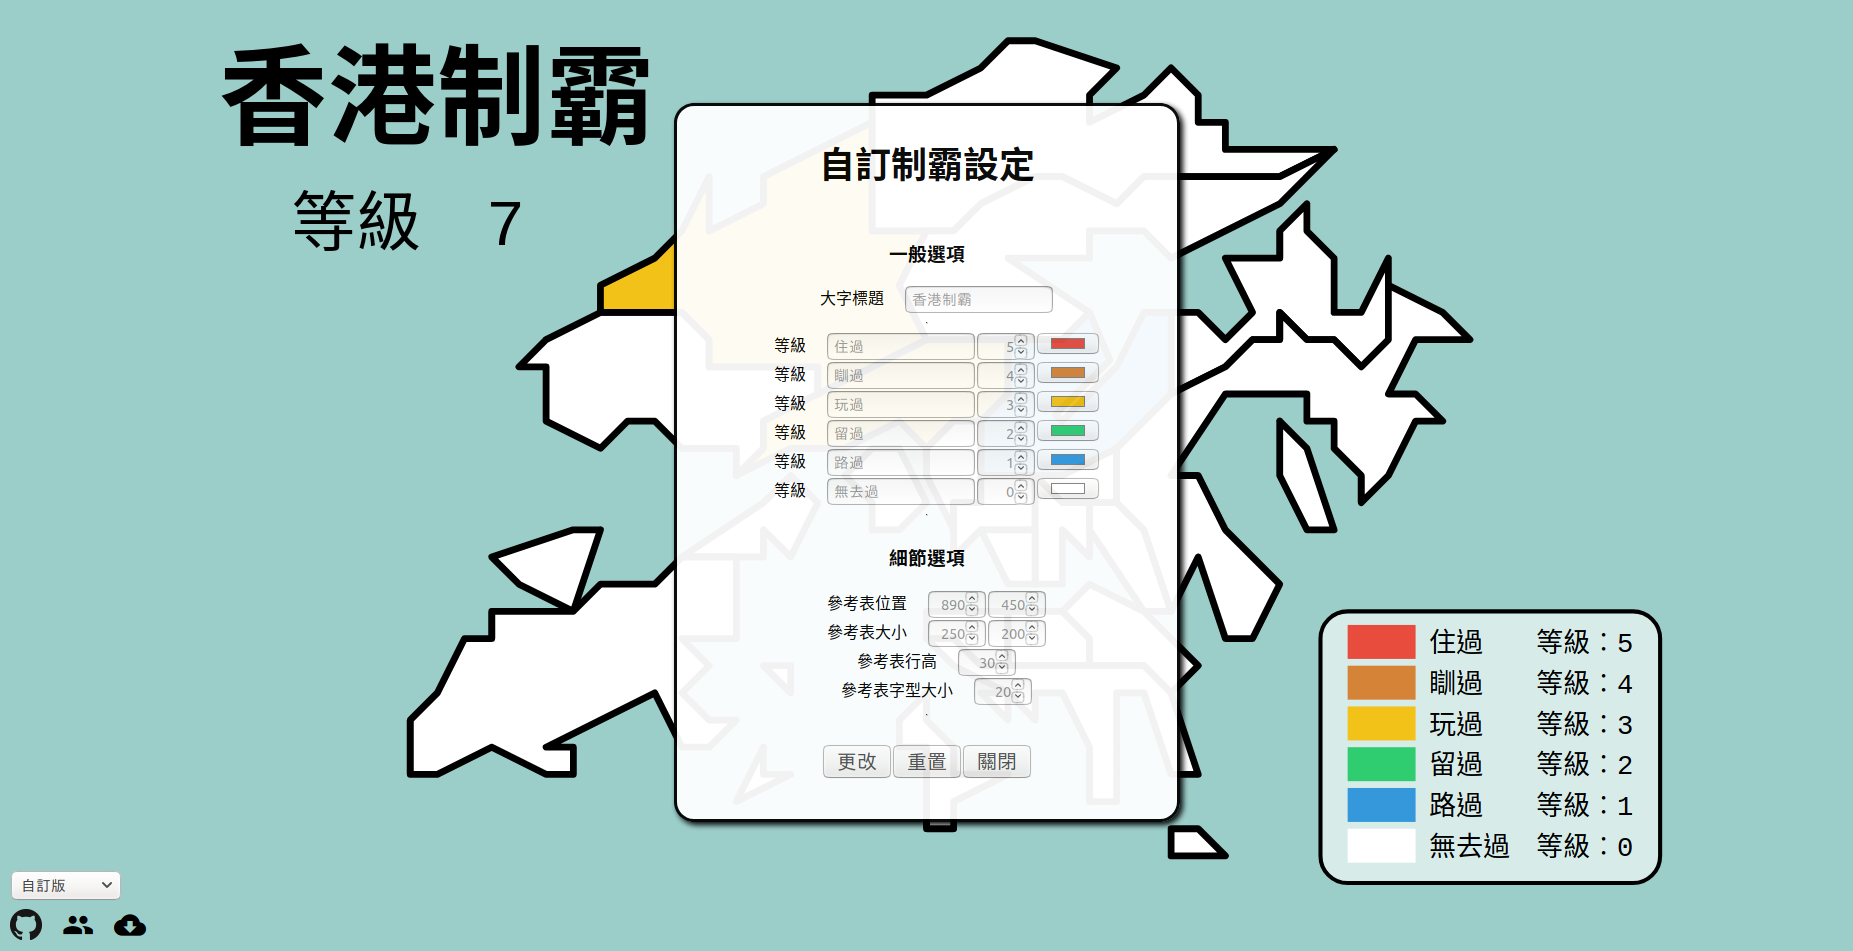 香港制霸
等級 7
自訂制霸設定
一般選項
大字標題 香港制霸
等級 住過 5
等級 瞓過 4
等級 玩過 3
等級 留過 2
等級 路過 1
等級 無去過 0
細節選項
參考表位置 890 450
參考表大小 250 200
參考表行高 30
參考表字型大小 20
更改 重置 關閉
住過 等級：5
瞓過 等級：4
玩過 等級：3
留過 等級：2
路過 等級：1
無去過 等級：0
自訂版